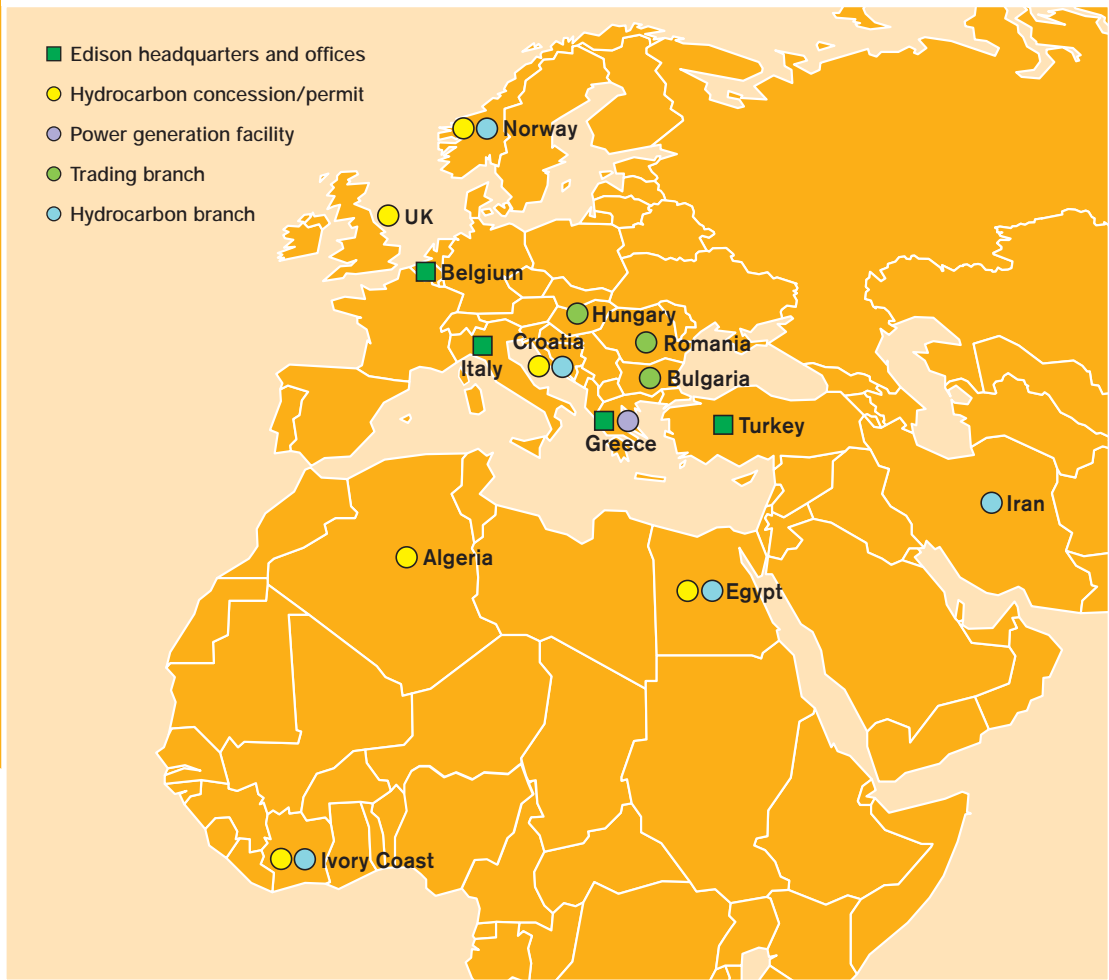 Edison headquarters and offices
Hydrocarbon concession/permit
Power generation facility
Trading branch
Hydrocarbon branch
Norway
UK
Belgium
Hungary
Croatia
Romania
Italy
Bulgaria
Turkey
Greece
Iran
Algeria
Egypt
Ivory Coast